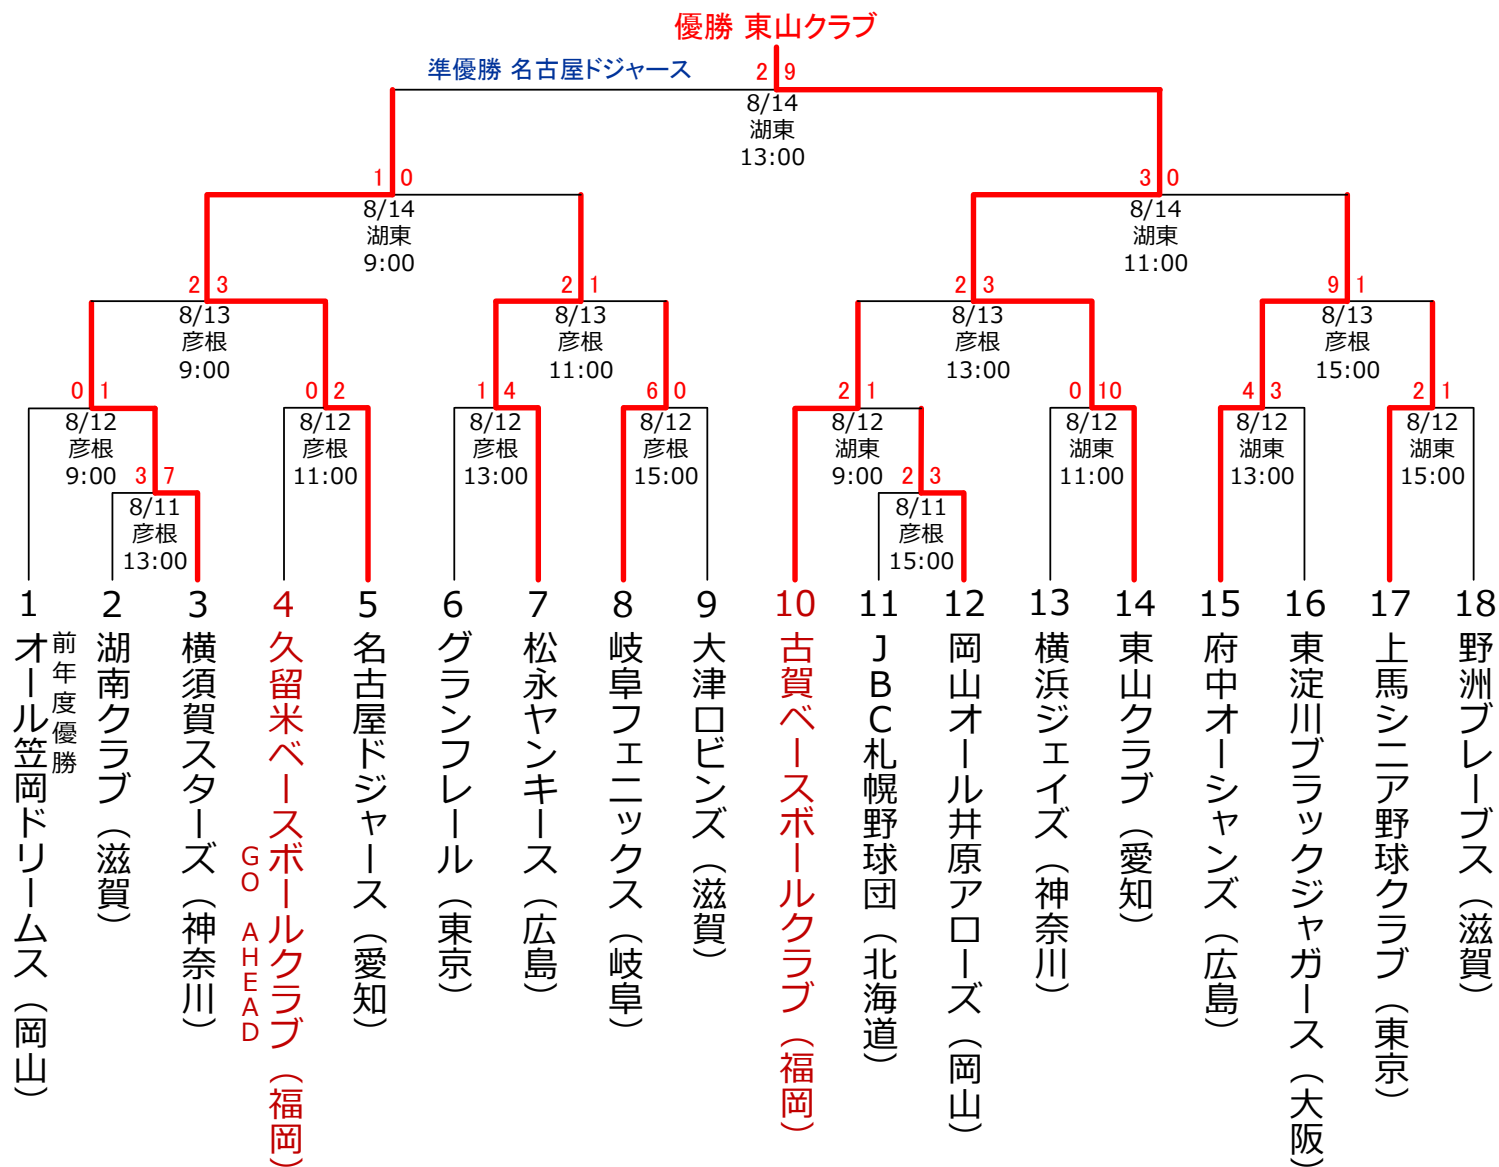 優勝 東山クラブ
準優勝 名古屋ドジャース
2 9
8/14
湖東
13:00
1 0
8/14
湖東
9:00
3 0
8/14
湖東
11:00
2 3
8/13
彦根
9:00
2 1
8/13
彦根
11:00
2 3
8/13
彦根
13:00
9 1
8/13
彦根
15:00
0 1
8/12
彦根
9:00
0 2
8/12
彦根
11:00
1 4
8/12
彦根
13:00
6 0
8/12
彦根
15:00
2 1
8/12
湖東
9:00
0 10
8/12
湖東
11:00
4 3
8/12
湖東
13:00
2 1
8/12
湖東
15:00
3 7
8/11
彦根
13:00
2 3
8/11
彦根
15:00
1
オール笠岡ドリームス（岡山）
前年度優勝
2
湖南クラブ（滋賀）
3
横須賀スターズ（神奈川）
4
久留米ベースボールクラブ（福岡）
GO AHEAD
5
名古屋ドジャース（愛知）
6
グランフレール（東京）
7
松永ヤンキース（広島）
8
岐阜フェニックス（岐阜）
9
大津ロビンズ（滋賀）
10
古賀ベースボールクラブ（福岡）
11
JBC札幌野球団（北海道）
12
岡山オール井原アローズ（岡山）
13
横浜ジェイズ（神奈川）
14
東山クラブ（愛知）
15
府中オーシャンズ（広島）
16
東淀川ブラックジャガース（大阪）
17
上馬シニア野球クラブ（東京）
18
野洲ブレーブス（滋賀）